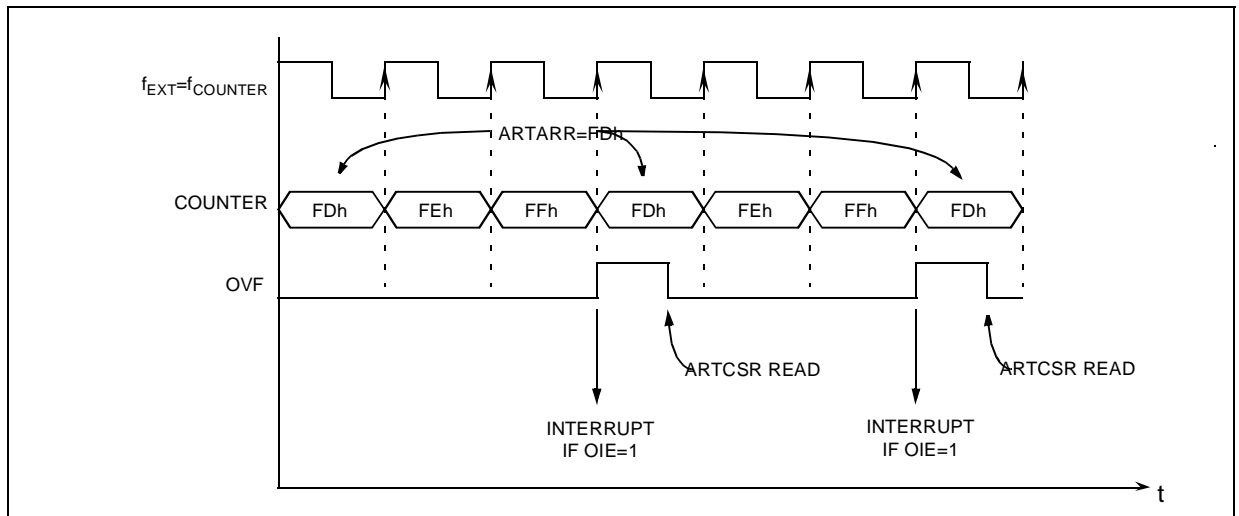 fEXT=fCOUNTER
ARTARR=FDh
COUNTER
FDh FEh FFh FDh FEh FFh FDh
OVF
ARTCSR READ ARTCSR READ
INTERRUPT INTERRUPT
IF OIE=1 IF OIE=1
t